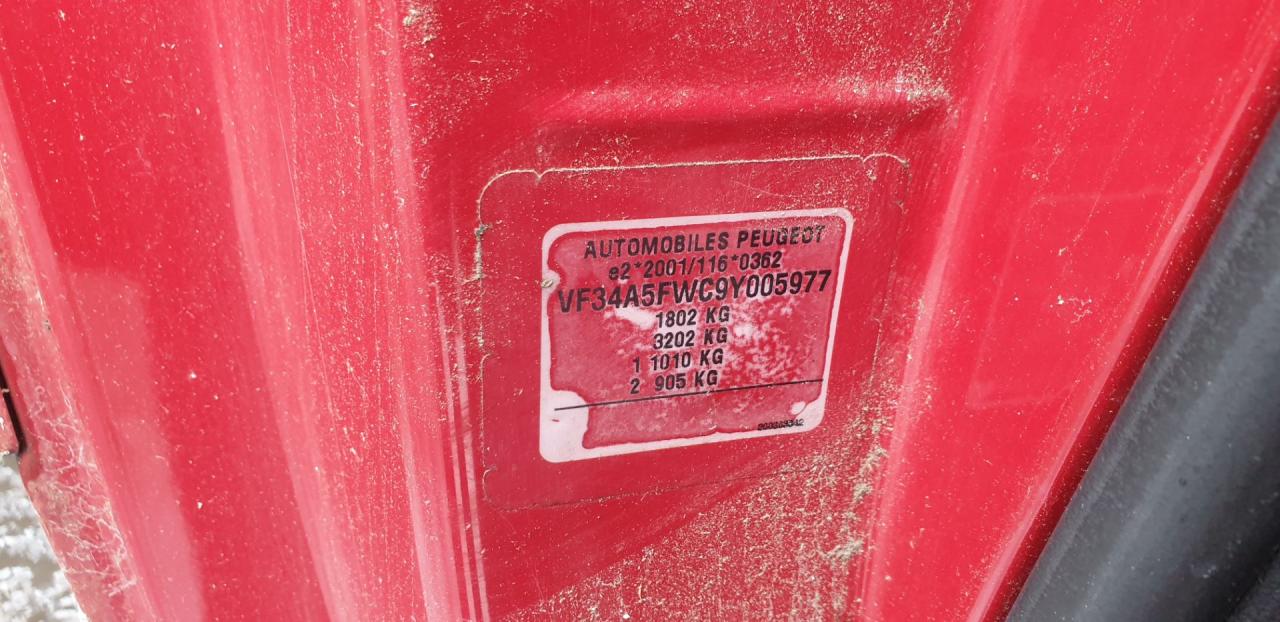 AUTOMOBILES PEUGEOT
e2*2001/116*0362
VF34A5FWC9Y005977
1802 KG
3202 KG
1 1010 KG
2 905 KG